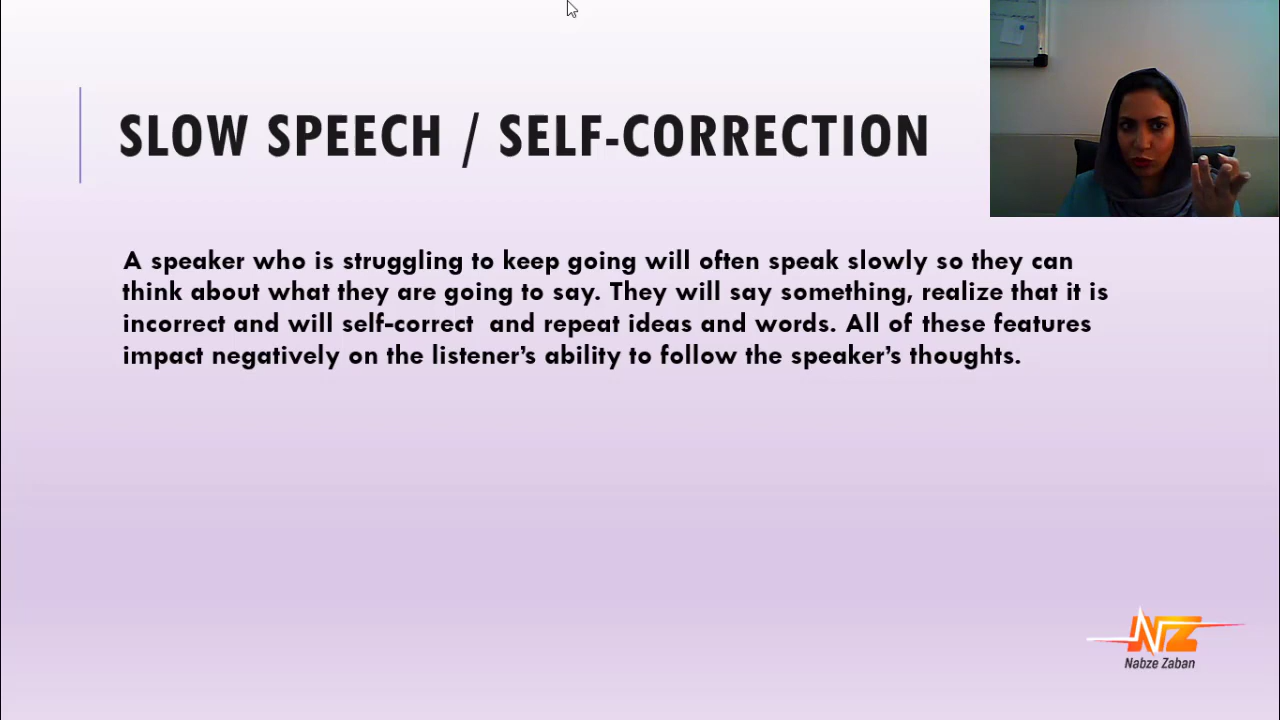 SLOW SPEECH / SELF-CORRECTION
A speaker who is struggling to keep going will often speak slowly so they can
think about what they are going to say. They will say something, realize that it is
incorrect and will self-correct  and repeat ideas and words. All of these features
impact negatively on the listener’s ability to follow the speaker’s thoughts.
NZ
Nabze Zaban